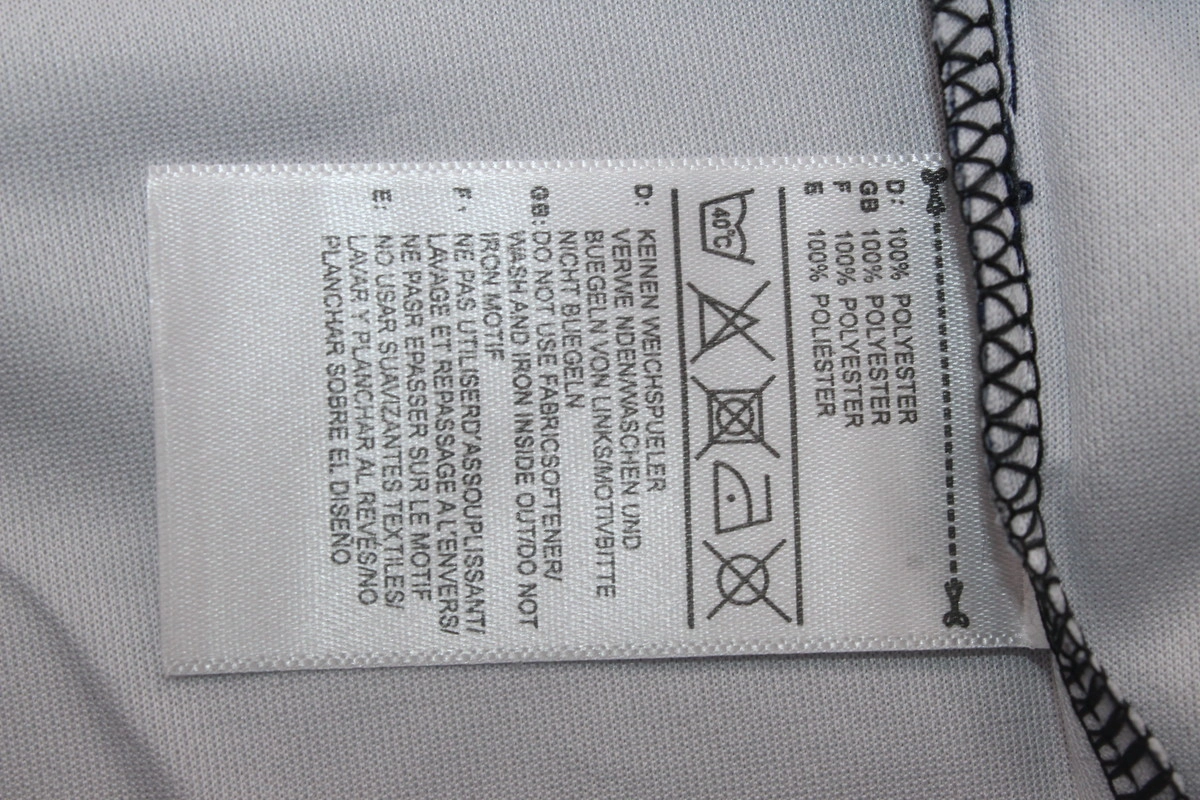 D: 100% POLYESTER
GB 100% POLYESTER
F 100% POLYESTER
E 100% POLIÉSTER
40°C
D: KEINEN WEICHSPUELER
VERWE NDEN/WASCHEN UND
BUEGELN VON LINKS/MOTIVBITTE
NICHT BUEGELN
GB: DO NOT USE FABRICSOFTENER/
WASH AND IRON INSIDE OUT/DO NOT
IRON MOTIF
F, NE PAS UTILISERD'ASSOUPLISSANT/
LAVAGE ET REPASSAGE A L'ENVERS/
NE PASR EPASSER SUR LE MOTIF
E: NO USAR SUAVIZANTES TEXTILES/
LAVAR Y PLANCHAR AL REVÉS/NO
PLANCHAR SOBRE EL DISEÑO